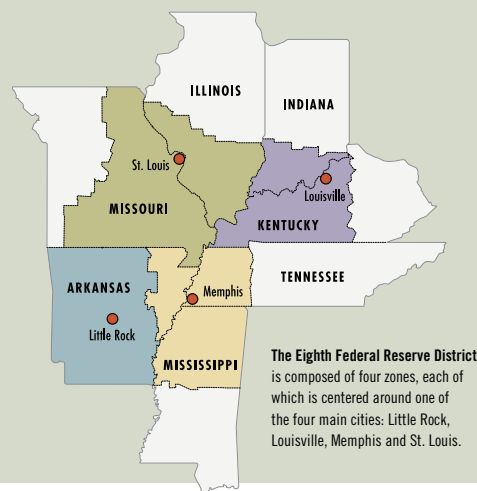 ILLINOIS
INDIANA
St. Louis
Louisville
MISSOURI
KENTUCKY
TENNESSEE
ARKANSAS
Memphis
Little Rock
MISSISSIPPI
The Eighth Federal Reserve District
is composed of four zones, each of
which is centered around one of
the four main cities: Little Rock,
Louisville, Memphis and St. Louis.